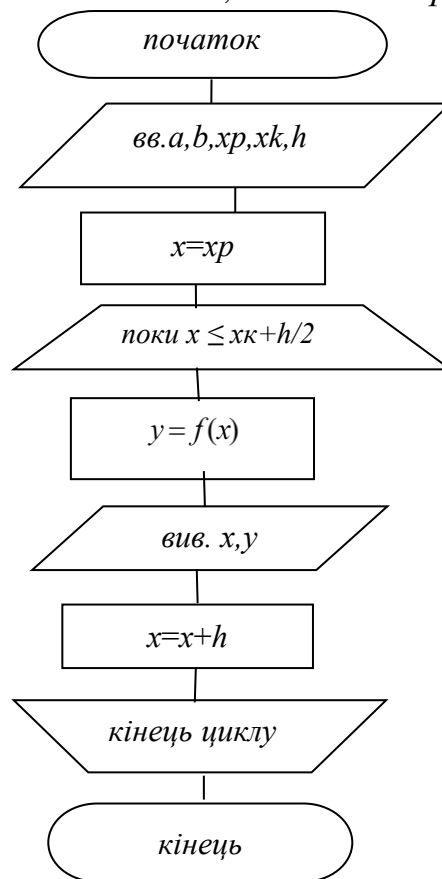 початок
вв.a,b,xp,xk,h
x=xp
поки x ≤ xк+h/2
y = f(x)
вив. x,y
x=x+h
кінець циклу
кінець